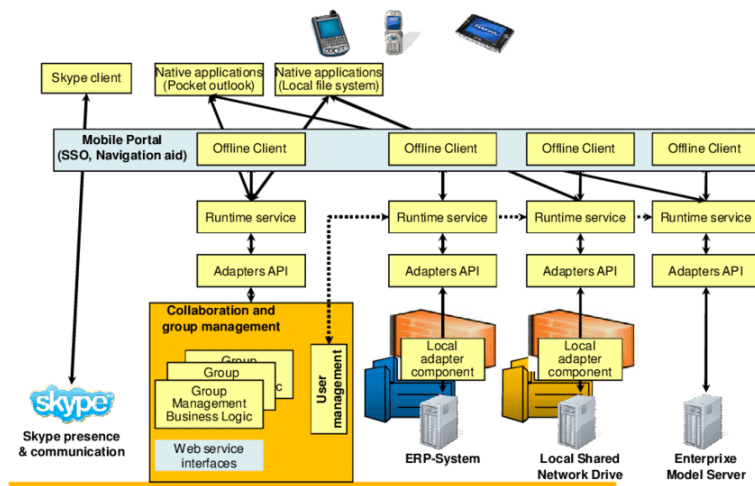 Skype client
Native applications
(Pocket outlook)
Native applications
(Local file system)
Mobile Portal
(SSO, Navigation aid)
Offline Client
Offline Client
Offline Client
Offline Client
Runtime service
Runtime service
Runtime service
Runtime service
Adapters API
Adapters API
Adapters API
Adapters API
Collaboration and
group management
Group
Group
Group
Management
Business Logic
User
management
Web service
interfaces
Local
adapter
component
Local
adapter
component
skype
Skype presence
& communication
ERP-System
Local Shared
Network Drive
Enterprixe
Model Server